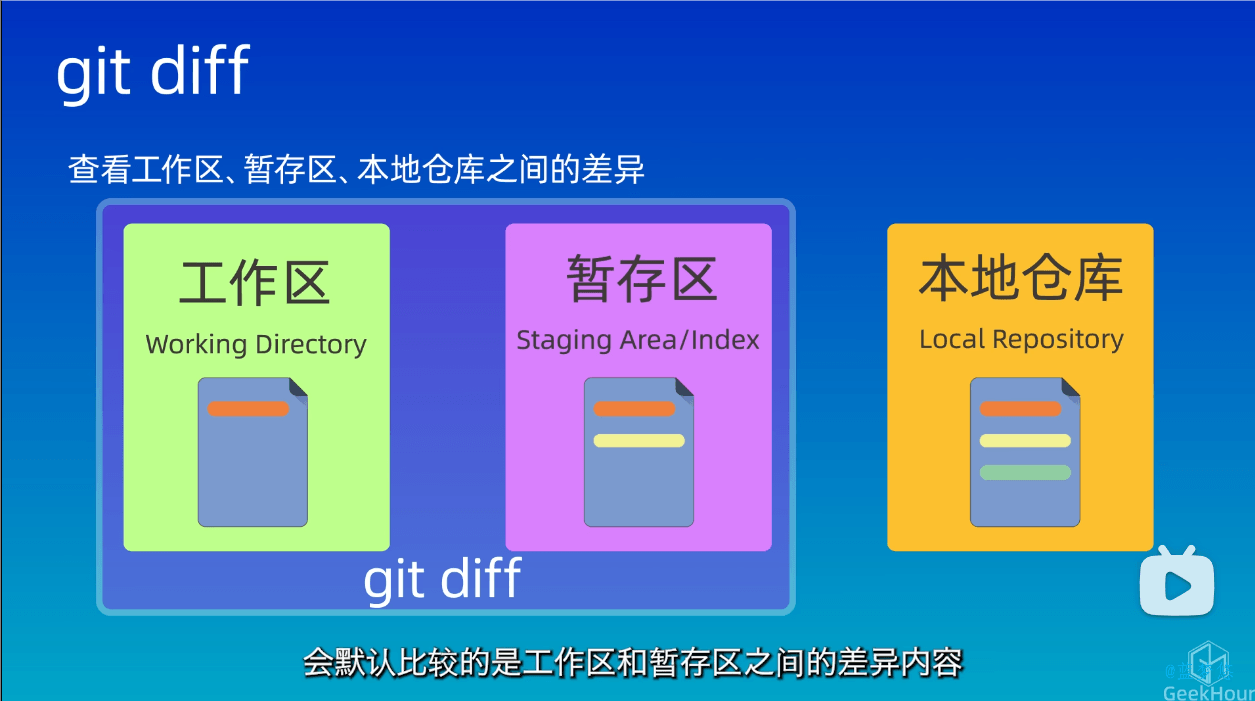 git diff
查看工作区、暂存区、本地仓库之间的差异
工作区
Working Directory
暂存区
Staging Area/Index
本地仓库
Local Repository
git diff
会默认比较的是工作区和暂存区之间的差异内容
GeekHour